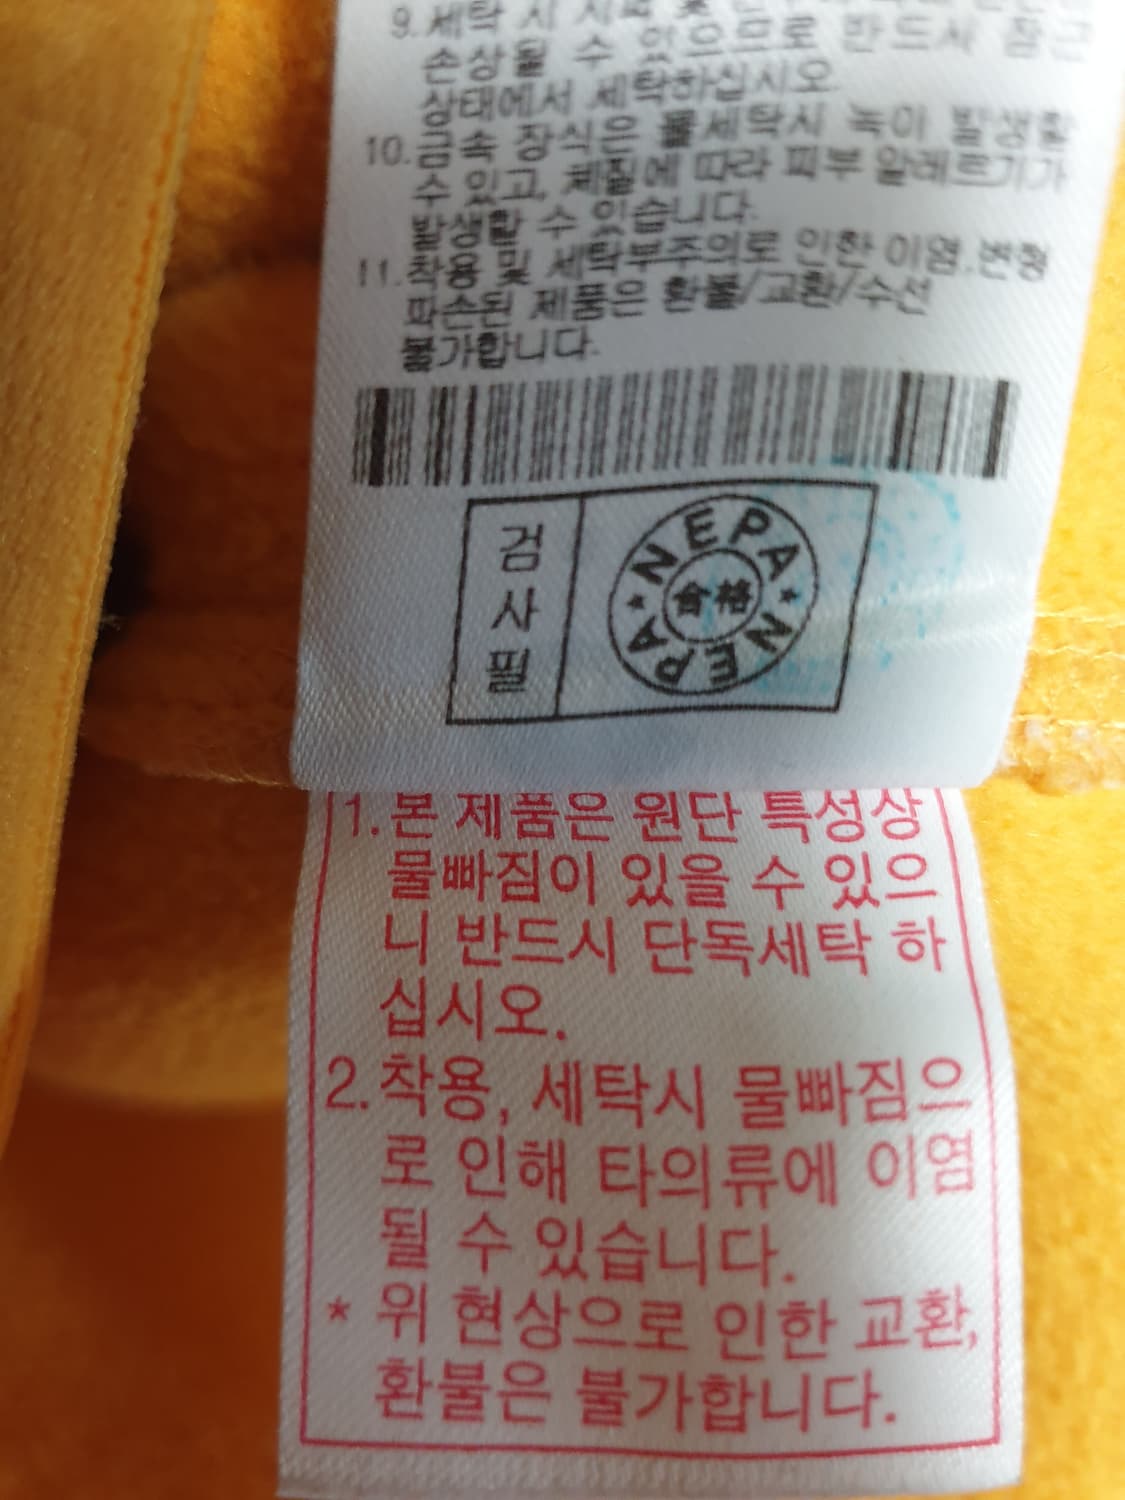 9. 세탁 시 지퍼
손상될 수 있으므로 반드시 잠근
상태에서 세탁하십시오.
10. 금속 장식은 물세탁시 녹이 발생할
수 있고, 체질에 따라 피부 알레르기가
발생할 수 있습니다.
11. 착용 및 세탁부주의로 인한 이염.변형
파손된 제품은 환불/교환/수선
불가합니다.
검사필
NEPA ★ NEPA ★
合格
1. 본 제품은 원단 특성상
물빠짐이 있을 수 있으
니 반드시 단독세탁 하
십시오.
2. 착용, 세탁시 물빠짐으
로 인해 타의류에 이염
될 수 있습니다.
* 위 현상으로 인한 교환,
환불은 불가합니다.